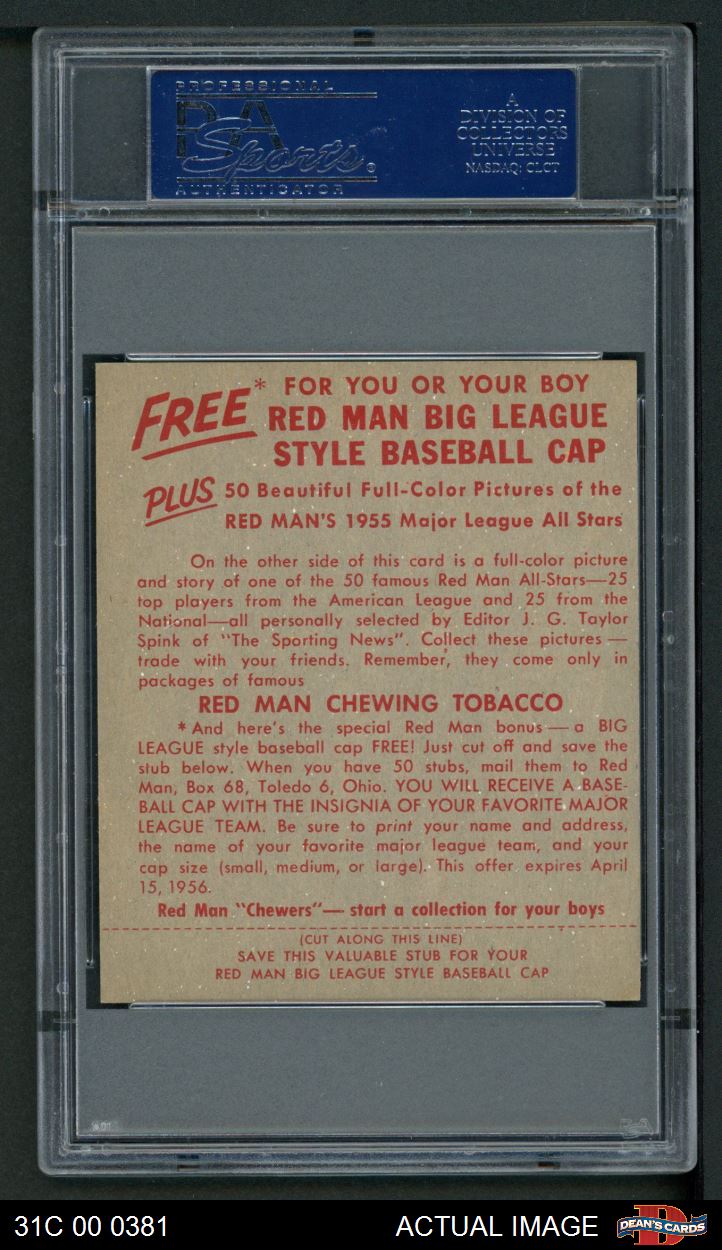 PROFESSIONAL
PSA
Sports®
AUTHENTICATOR
A
DIVISION OF
COLLECTORS
UNIVERSE
NASDAQ: CLCT
FREE* FOR YOU OR YOUR BOY
RED MAN BIG LEAGUE
STYLE BASEBALL CAP
PLUS 50 Beautiful Full-Color Pictures of the
RED MAN'S 1955 Major League All Stars
On the other side of this card is a full-color picture
and story of one of the 50 famous Red Man All-Stars—25
top players from the American League and 25 from the
National—all personally selected by Editor J. G. Taylor
Spink of "The Sporting News". Collect these pictures —
trade with your friends. Remember, they come only in
packages of famous
RED MAN CHEWING TOBACCO
*And here's the special Red Man bonus — a BIG
LEAGUE style baseball cap FREE! Just cut off and save the
stub below. When you have 50 stubs, mail them to Red
Man, Box 68, Toledo 6, Ohio. YOU WILL RECEIVE A BASE-
BALL CAP WITH THE INSIGNIA OF YOUR FAVORITE MAJOR
LEAGUE TEAM. Be sure to print your name and address,
the name of your favorite major league team, and your
cap size (small, medium, or large). This offer expires April
15, 1956.
Red Man "Chewers"— start a collection for your boys
(CUT ALONG THIS LINE)
SAVE THIS VALUABLE STUB FOR YOUR
RED MAN BIG LEAGUE STYLE BASEBALL CAP
31C 00 0381
ACTUAL IMAGE
DEAN'S CARDS